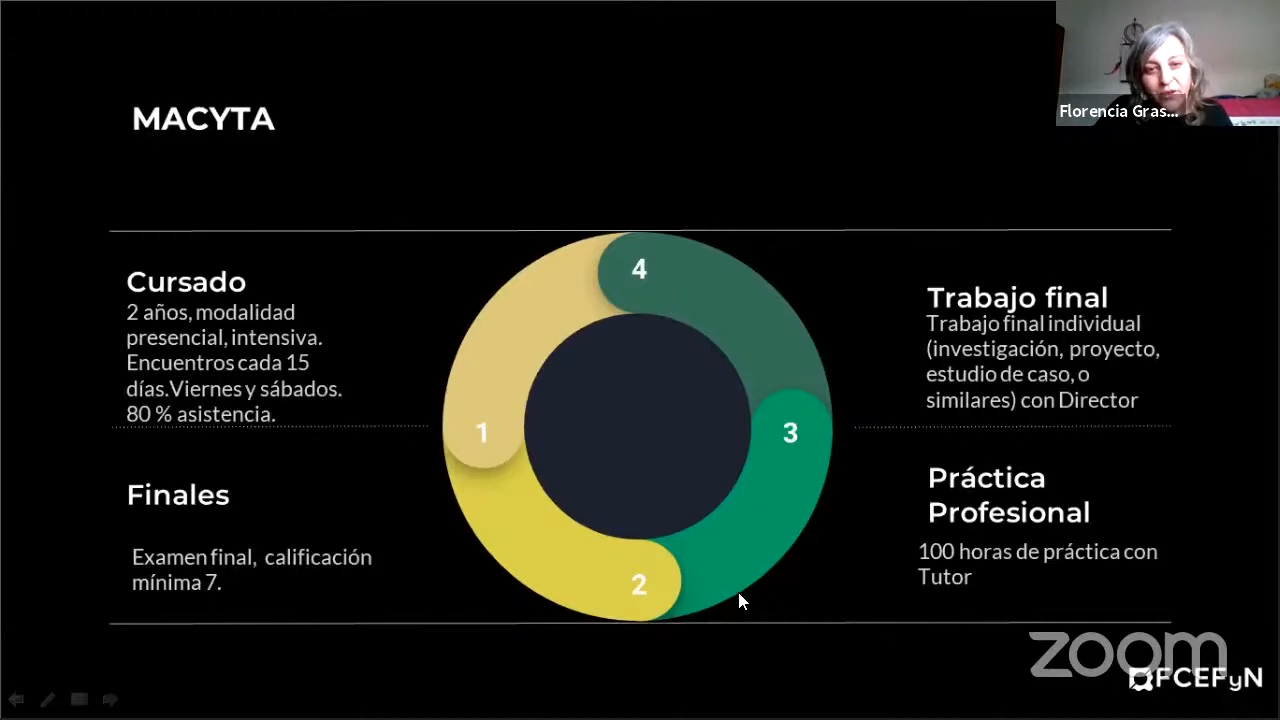 MACYTA
Florencia Gras...
Cursado
2 años, modalidad
presencial, intensiva.
Encuentros cada 15
días.Viernes y sábados.
80 % asistencia.
Finales
Examen final, calificación
mínima 7.
4
1
3
2
Trabajo final
Trabajo final individual
(investigación, proyecto,
estudio de caso, o
similares) con Director
Práctica
Profesional
100 horas de práctica con
Tutor
zoom
FCEFyN